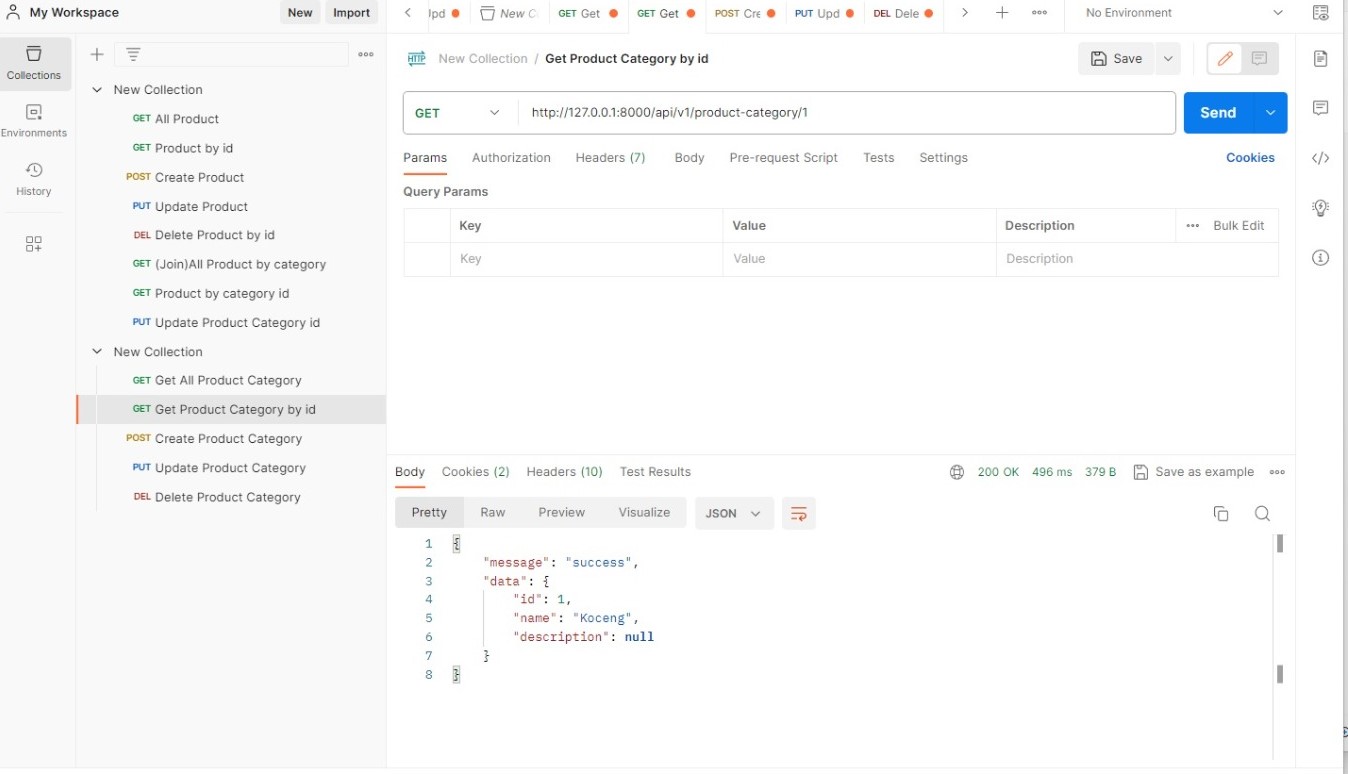 My Workspace
New
Import
Jpd
New C
GET Get
GET Get
POST Cre
PUT Upd
DEL Dele
No Environment
Collections
Environments
History
New Collection
GET All Product
GET Product by id
POST Create Product
PUT Update Product
DEL Delete Product by id
GET (Join)All Product by category
GET Product by category id
PUT Update Product Category id
New Collection
GET Get All Product Category
GET Get Product Category by id
POST Create Product Category
PUT Update Product Category
DEL Delete Product Category
HTTP New Collection / Get Product Category by id
Save
GET
http://127.0.0.1:8000/api/v1/product-category/1
Send
Params Authorization Headers (7) Body Pre-request Script Tests Settings
Cookies
Query Params
Key Value Description Bulk Edit
Key Value Description
Body Cookies (2) Headers (10) Test Results
200 OK 496 ms 379 B Save as example
Pretty Raw Preview Visualize JSON
1 {
2 "message": "success",
3 "data": {
4 "id": 1,
5 "name": "Koceng",
6 "description": null
7 }
8 }